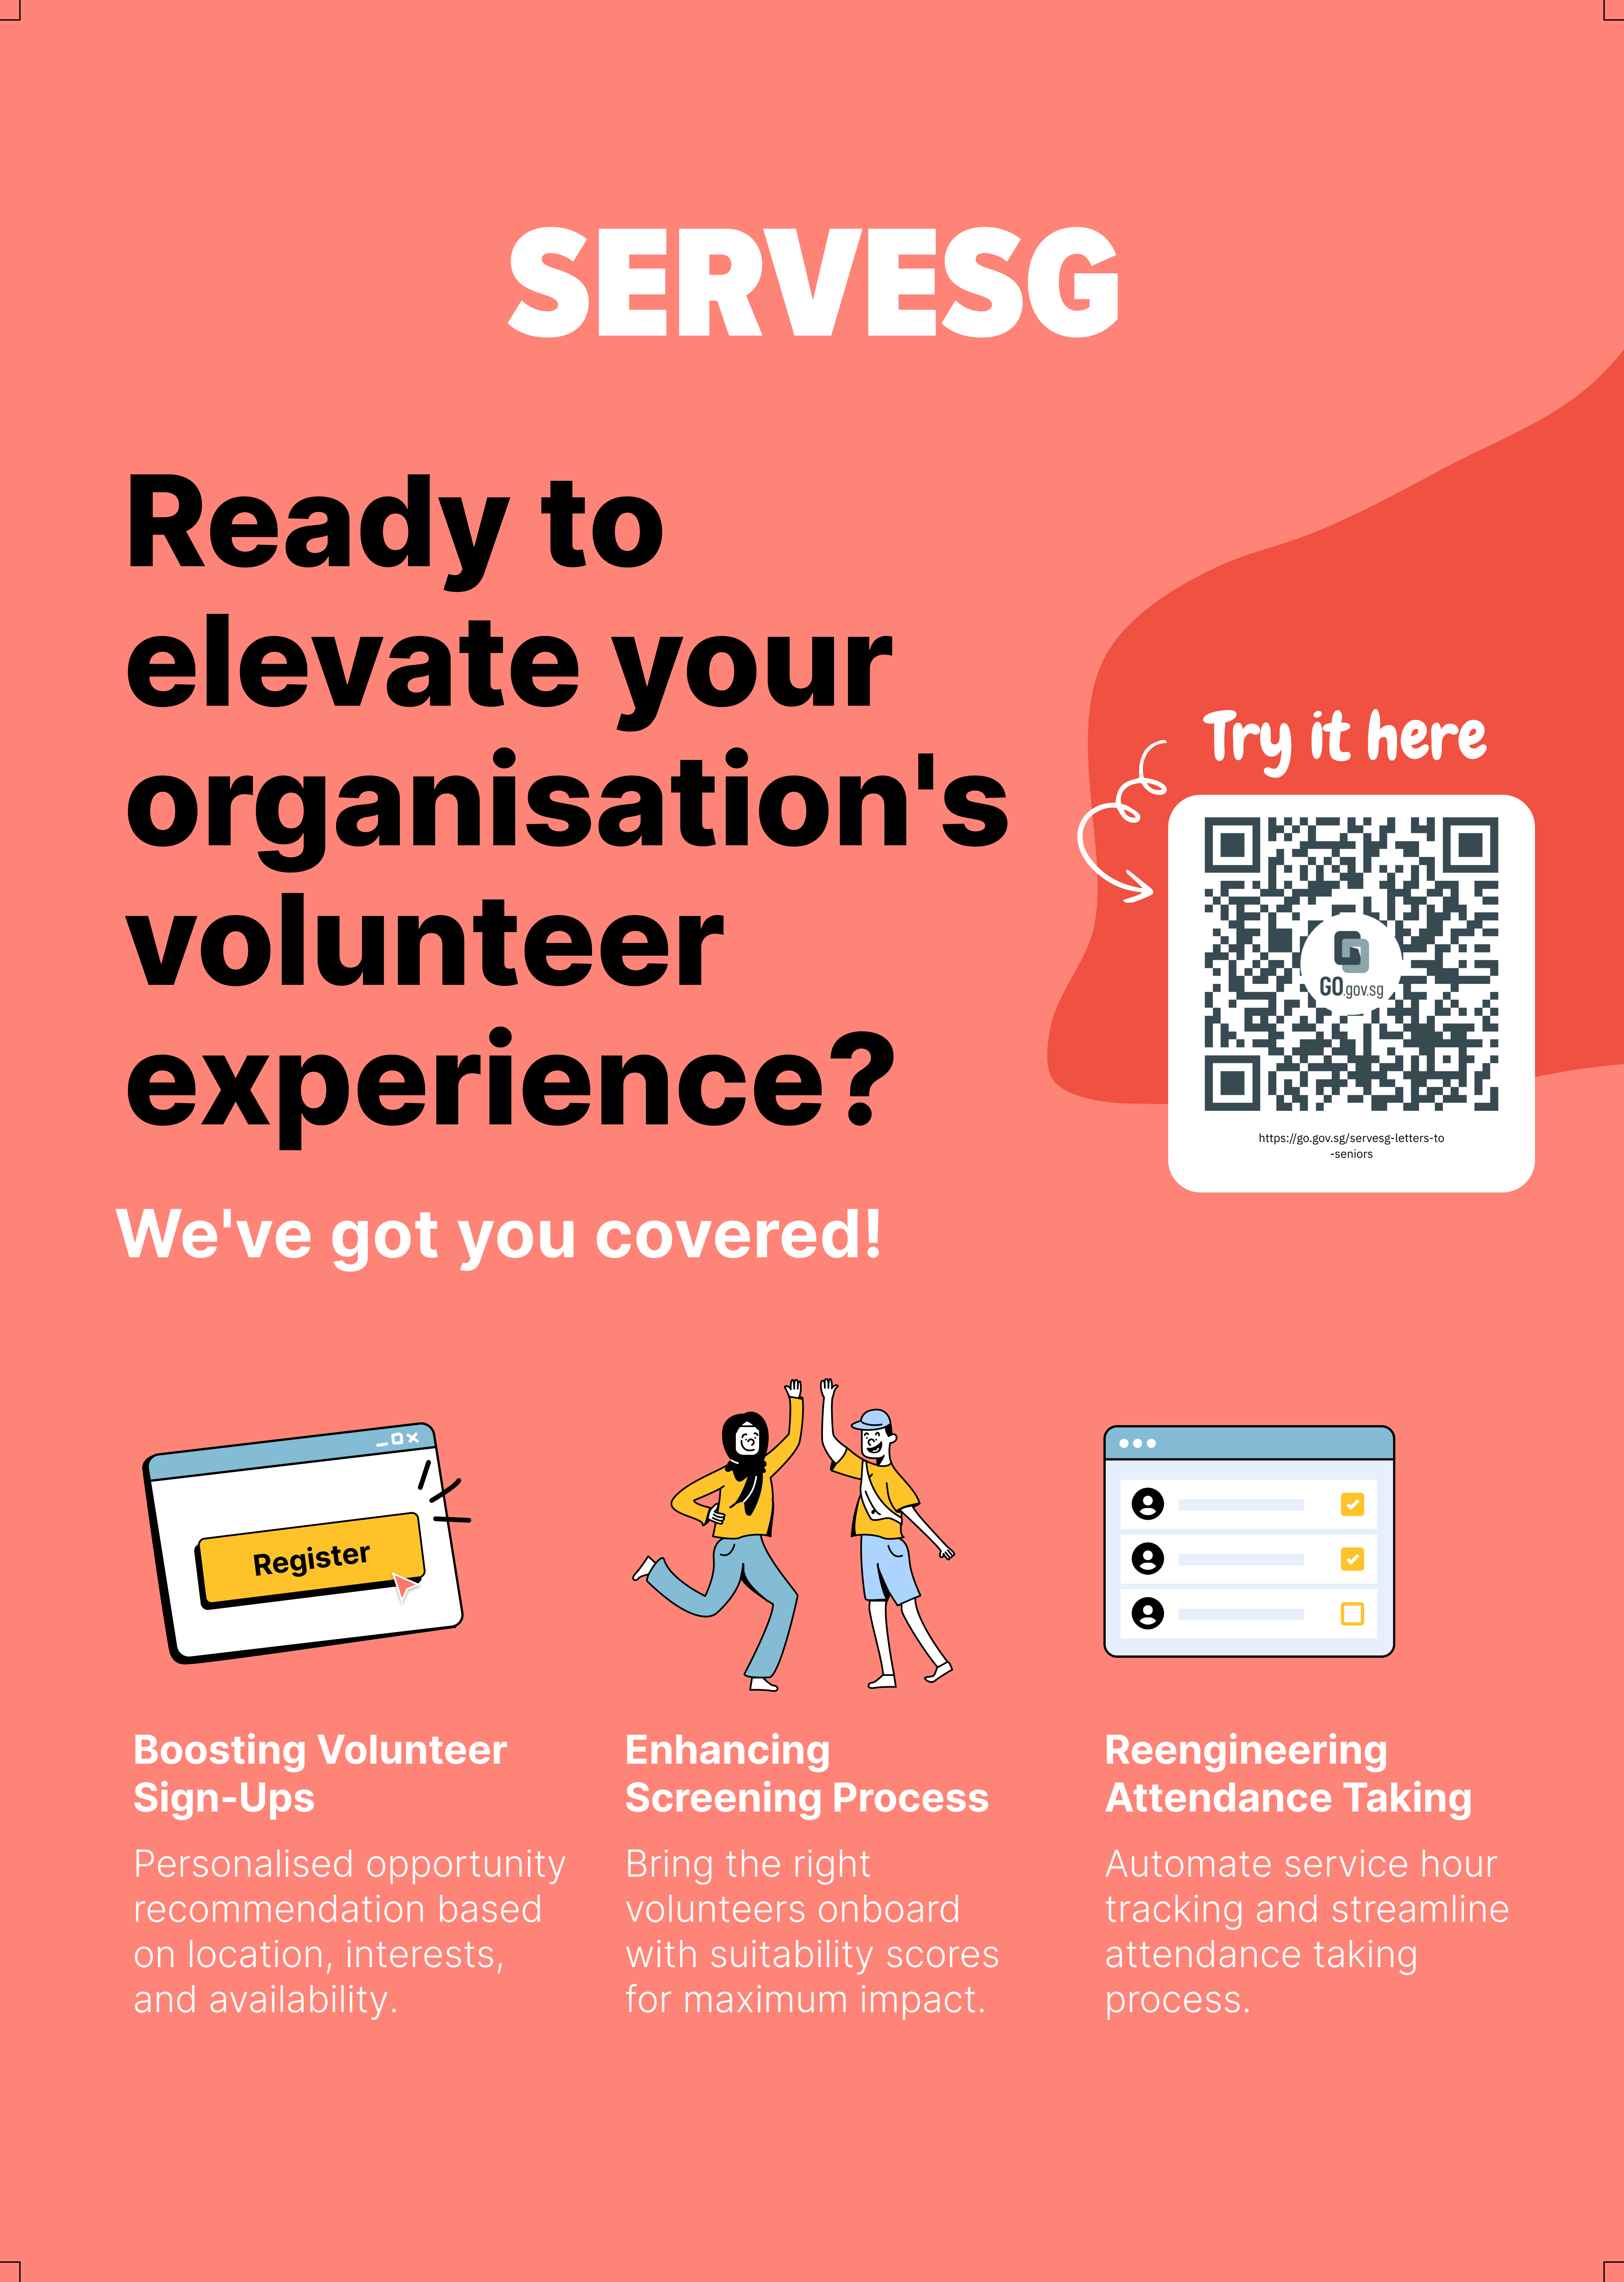 SERVESG
Ready to
elevate your
organisation's
volunteer
experience?
We've got you covered!
Try it here
GO.gov.sg
https://go.gov.sg/servesg-letters-to
-seniors
Register
Boosting Volunteer
Sign-Ups
Personalised opportunity
recommendation based
on location, interests,
and availability.
Enhancing
Screening Process
Bring the right
volunteers onboard
with suitability scores
for maximum impact.
Reengineering
Attendance Taking
Automate service hour
tracking and streamline
attendance taking
process.